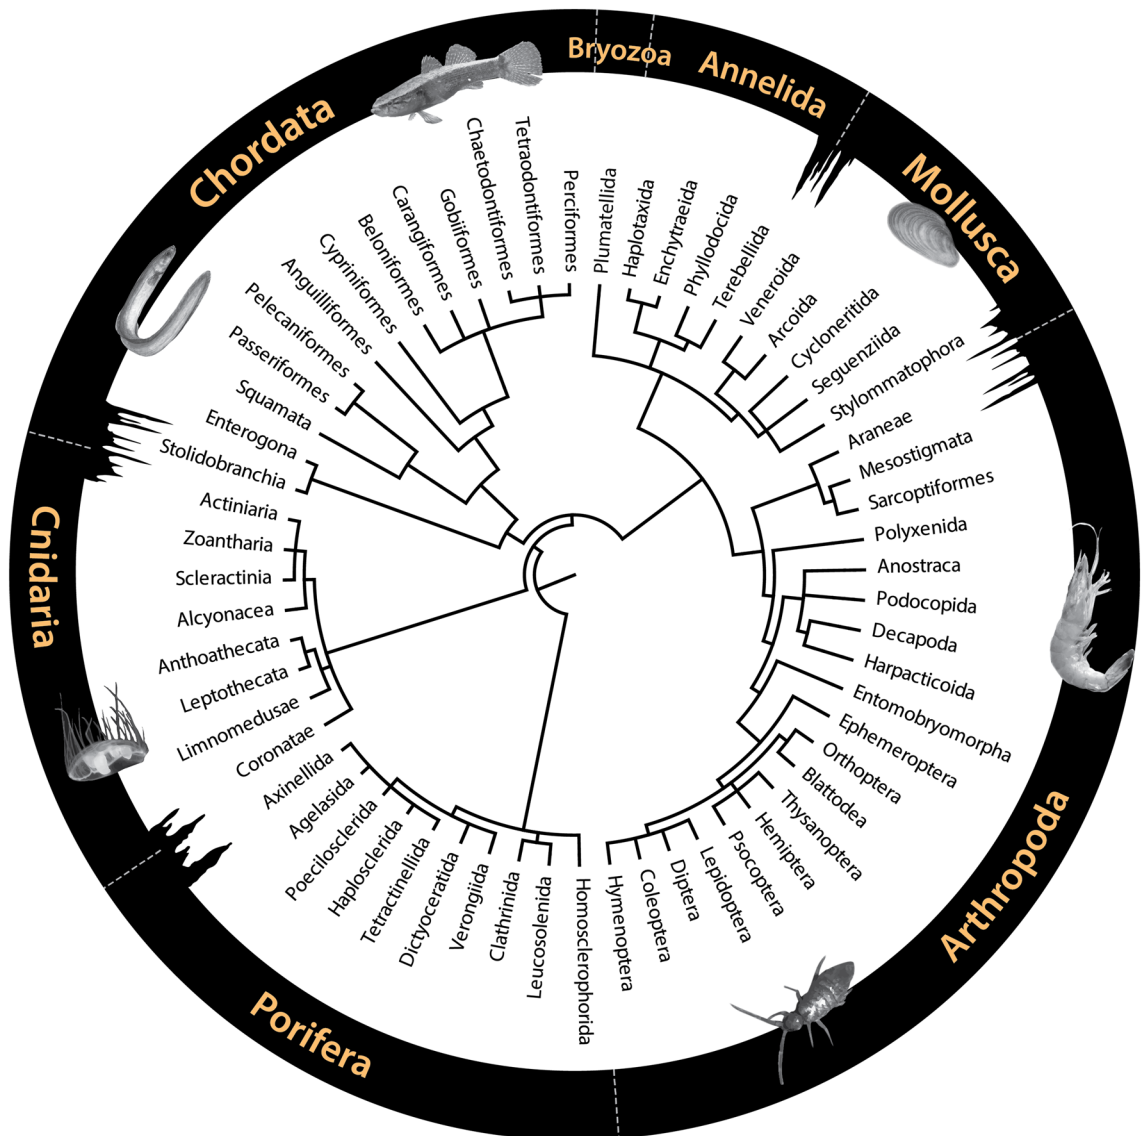 Bryozoa
Annelida
Mollusca
Arthropoda
Porifera
Cnidaria
Chordata
Plumatellida
Haplotaxida
Enchytraeida
Phyllodocida
Terebellida
Veneroida
Arcoida
Cycloneritida
Seguenziida
Stylommatophora
Araneae
Mesostigmata
Sarcoptiformes
Polyxenida
Anostraca
Podocopida
Decapoda
Harpacticoida
Entomobryomorpha
Ephemeroptera
Orthoptera
Blattodea
Thysanoptera
Hemiptera
Psocoptera
Lepidoptera
Diptera
Coleoptera
Hymenoptera
Homosclerophorida
Leucosolenida
Clathrinida
Verongiida
Dictyoceratida
Tetractinellida
Haplosclerida
Poecilosclerida
Agelasida
Axinellida
Coronatae
Limnomedusae
Leptothecata
Anthoathecata
Alcyonacea
Scleractinia
Zoantharia
Actiniaria
Stolidobranchia
Enterogona
Squamata
Passeriformes
Pelecaniformes
Anguilliformes
Cypriniformes
Beloniformes
Carangiformes
Gobiiformes
Chaetodontiformes
Tetraodontiformes
Perciformes